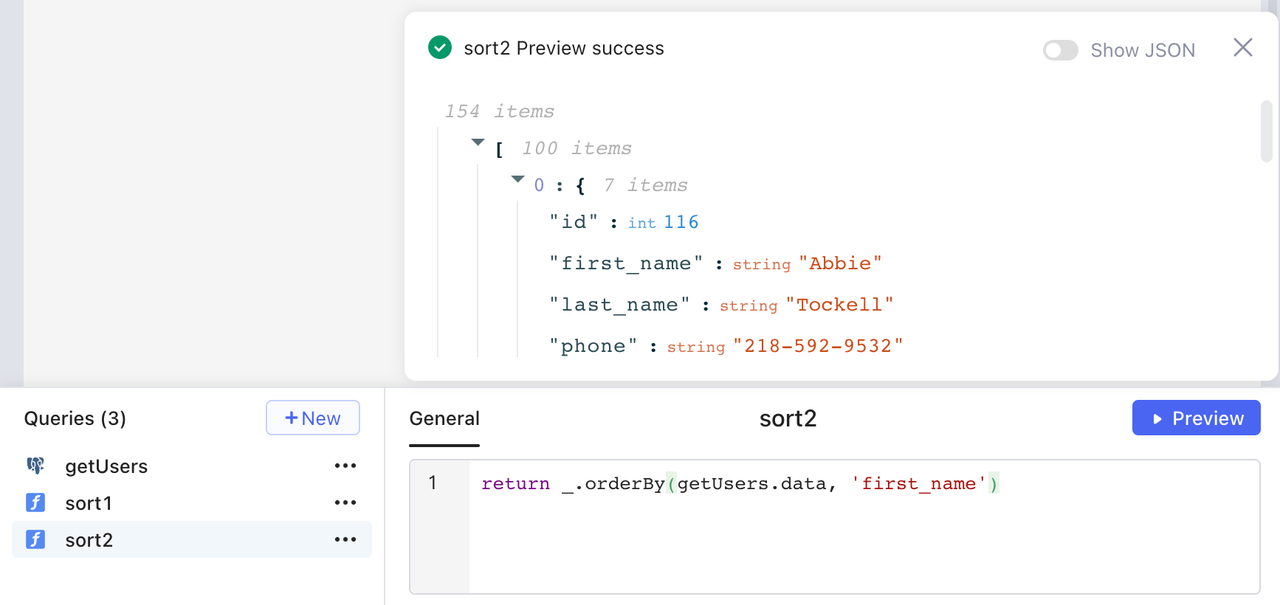 sort2 Preview success
Show JSON
154 items
[ 100 items
0 : { 7 items
"id" : int 116
"first_name" : string "Abbie"
"last_name" : string "Tockell"
"phone" : string "218-592-9532"
Queries (3)
+ New
getUsers
sort1
sort2
General
sort2
Preview
1 return _.orderBy(getUsers.data, 'first_name')